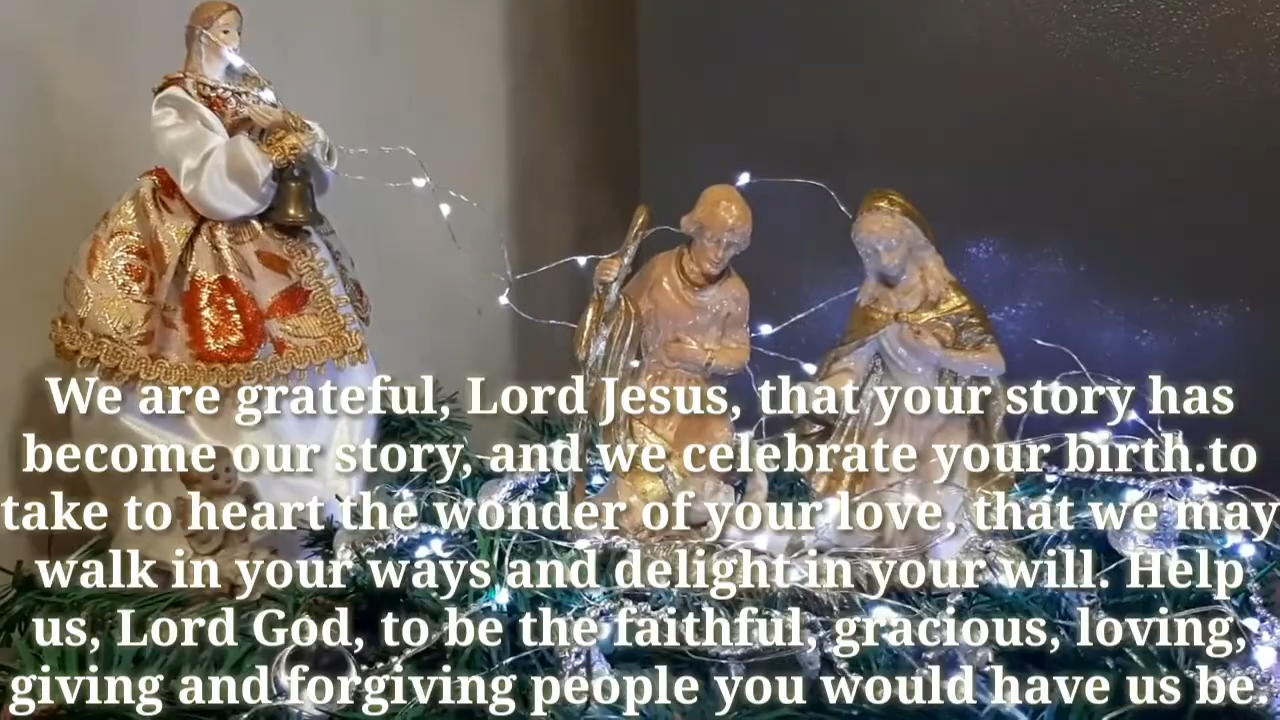 We are grateful, Lord Jesus, that your story has
become our story, and we celebrate your birth.to
take to heart the wonder of your love, that we may
walk in your ways and delight in your will. Help
us, Lord God, to be the faithful, gracious, loving,
giving and forgiving people you would have us be.